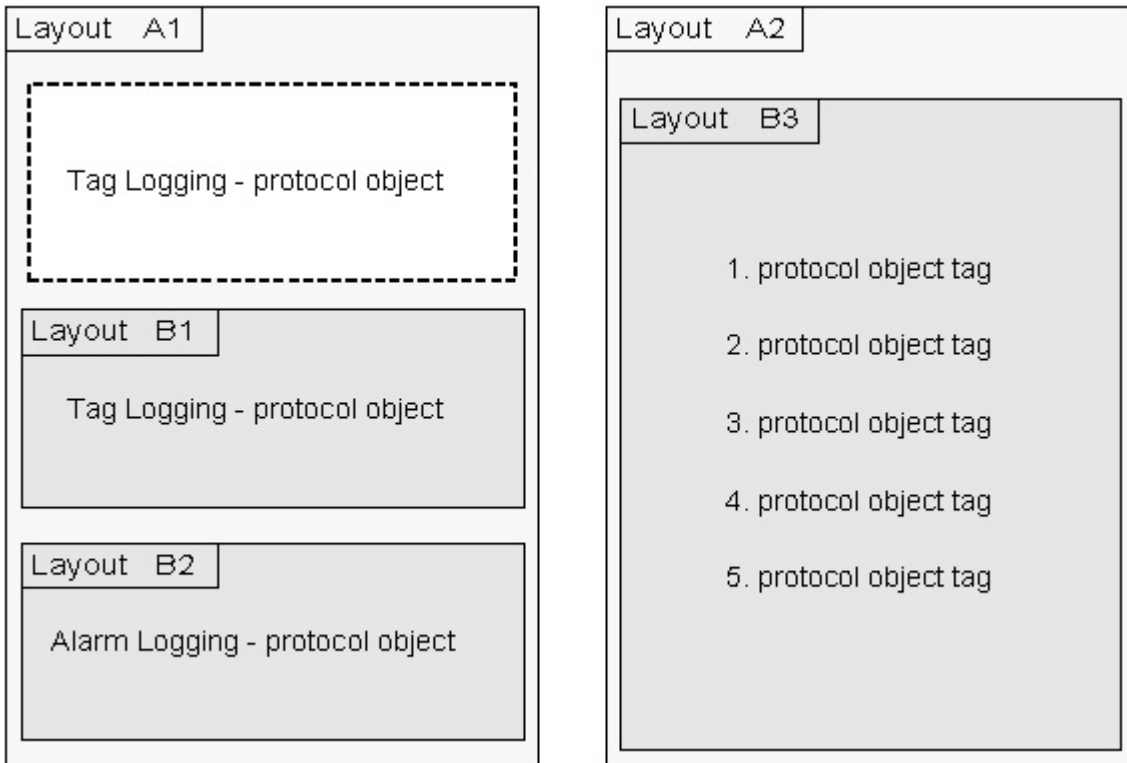 Layout A1
Tag Logging - protocol object
Layout B1
Tag Logging - protocol object
Layout B2
Alarm Logging - protocol object
Layout A2
Layout B3
1. protocol object tag
2. protocol object tag
3. protocol object tag
4. protocol object tag
5. protocol object tag